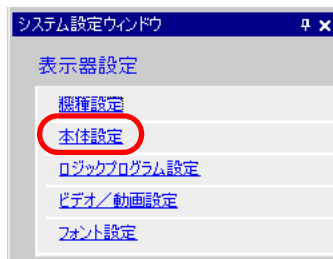 システム設定ウィンドウ
表示器設定
機種設定
本体設定
ロジックプログラム設定
ビデオ／動画設定
フォント設定